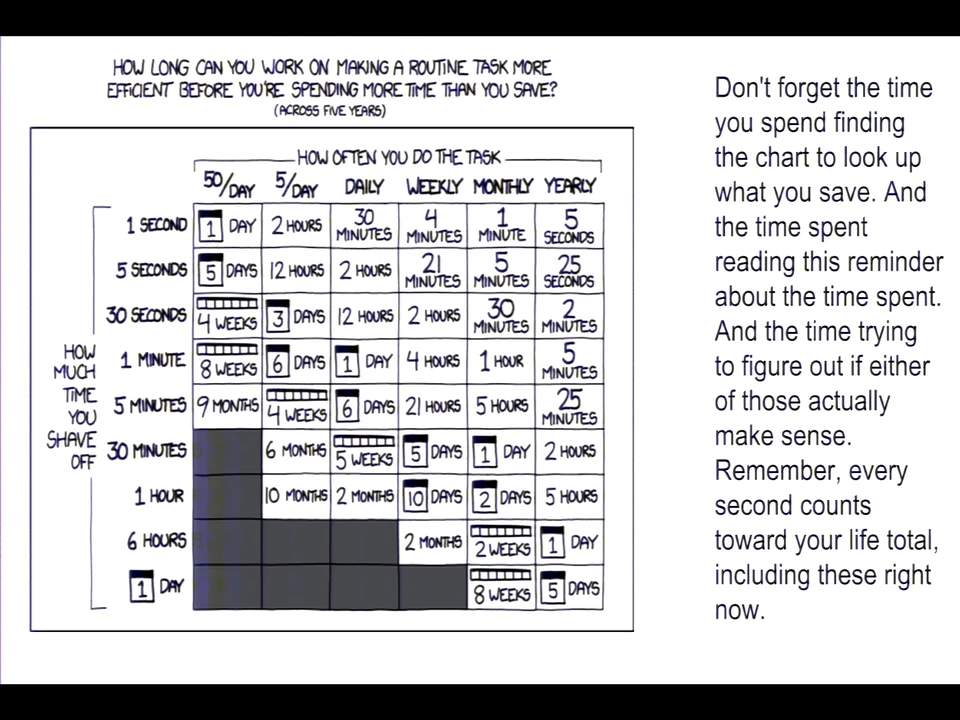 HOW LONG CAN YOU WORK ON MAKING A ROUTINE TASK MORE
EFFICIENT BEFORE YOU'RE SPENDING MORE TIME THAN YOU SAVE?
(ACROSS FIVE YEARS)
HOW OFTEN YOU DO THE TASK
50/DAY 5/DAY DAILY WEEKLY MONTHLY YEARLY
HOW MUCH TIME YOU SHAVE OFF
1 SECOND 1 DAY 2 HOURS 30 MINUTES 4 MINUTES 1 MINUTE 5 SECONDS
5 SECONDS 5 DAYS 12 HOURS 2 HOURS 21 MINUTES 5 MINUTES 25 SECONDS
30 SECONDS 4 WEEKS 3 DAYS 12 HOURS 2 HOURS 30 MINUTES 2 MINUTES
1 MINUTE 8 WEEKS 6 DAYS 1 DAY 4 HOURS 1 HOUR 5 MINUTES
5 MINUTES 9 MONTHS 4 WEEKS 6 DAYS 21 HOURS 5 HOURS 25 MINUTES
30 MINUTES 6 MONTHS 5 WEEKS 5 DAYS 1 DAY 2 HOURS
1 HOUR 10 MONTHS 2 MONTHS 10 DAYS 2 DAYS 5 HOURS
6 HOURS 2 MONTHS 2 WEEKS 1 DAY
1 DAY 8 WEEKS 5 DAYS
Don't forget the time
you spend finding
the chart to look up
what you save. And
the time spent
reading this reminder
about the time spent.
And the time trying
to figure out if either
of those actually
make sense.
Remember, every
second counts
toward your life total,
including these right
now.